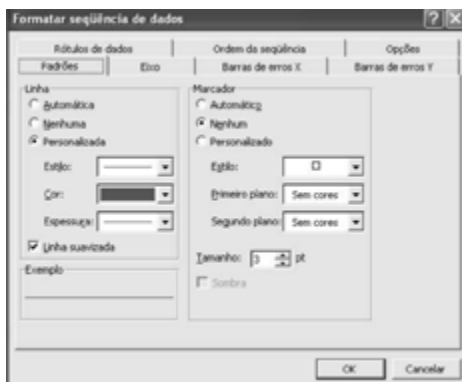 Formatar seqüência de dados
Rótulos de dados Ordem da seqüência Opções
Padrões Eixo Barras de erros X Barras de erros Y
Linha
Automática
Nenhuma
Personalizada
Estilo:
Cor:
Espessura:
Linha suavizada
Exemplo
Marcador
Automático
Nenhum
Personalizado
Estilo:
Primeiro plano: Sem cores
Segundo plano: Sem cores
Tamanho: 3 pt
Sombra
OK Cancelar